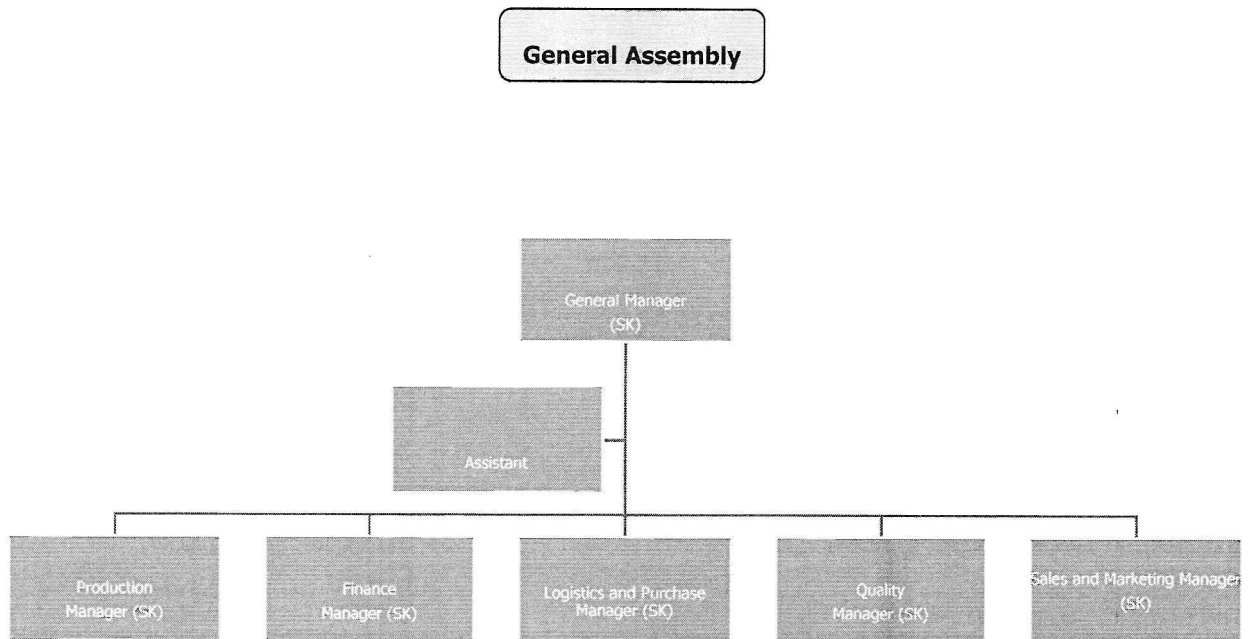 General Assembly
General Manager
(SK)
Assistant
Production
Manager (SK)
Finance
Manager (SK)
Logistics and Purchase
Manager (SK)
Quality
Manager (SK)
Sales and Marketing Manager
(SK)